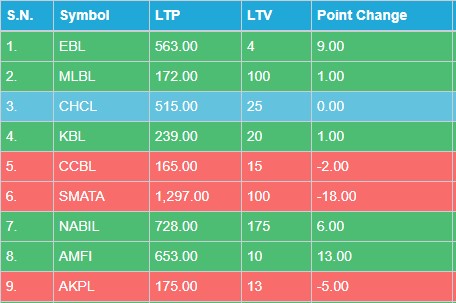 S.N. Symbol LTP LTV Point Change
1. EBL 563.00 4 9.00
2. MLBL 172.00 100 1.00
3. CHCL 515.00 25 0.00
4. KBL 239.00 20 1.00
5. CCBL 165.00 15 -2.00
6. SMATA 1,297.00 100 -18.00
7. NABIL 728.00 175 6.00
8. AMFI 653.00 10 13.00
9. AKPL 175.00 13 -5.00